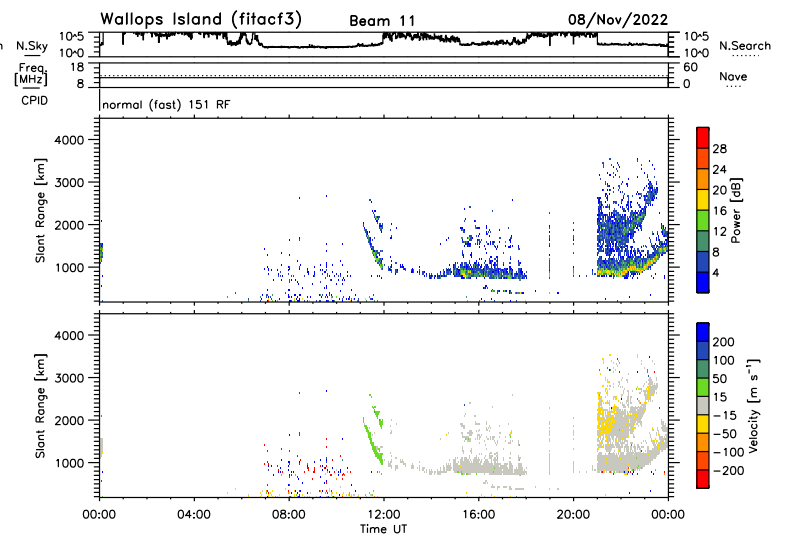 Wallops Island (fitacf3) Beam 11 08/Nov/2022
N.Sky 10^5 10^0 10^5 10^0 N.Search
Freq. [MHz] 18 8 60 0 Nave
CPID normal (fast) 151 RF
Slant Range [km] 4000 3000 2000 1000
28 24 20 16 12 8 4 Power [dB]
Slant Range [km] 4000 3000 2000 1000
200 100 50 15 -15 -50 -100 -200 Velocity [m s⁻¹]
00:00 04:00 08:00 12:00 16:00 20:00 00:00
Time UT